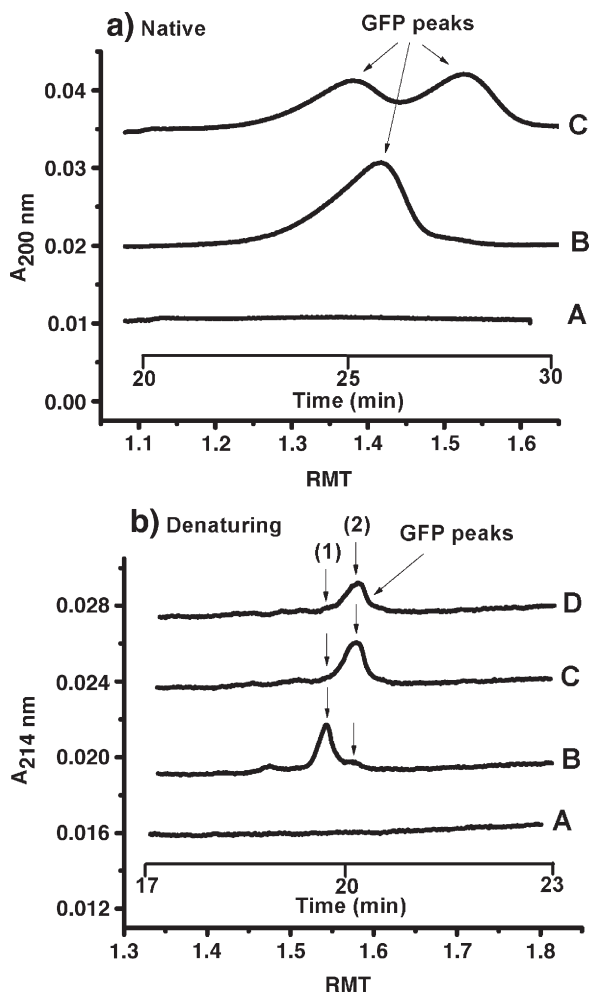 a) Native
GFP peaks
0.04
0.03
0.02
0.01
0.00
A200 nm
C
B
A
20 25 30
Time (min)
1.1 1.2 1.3 1.4 1.5 1.6
RMT
b) Denaturing
(1) (2)
GFP peaks
0.028
0.024
0.020
0.016
0.012
A214 nm
D
C
B
A
17 20 23
Time (min)
1.3 1.4 1.5 1.6 1.7 1.8
RMT